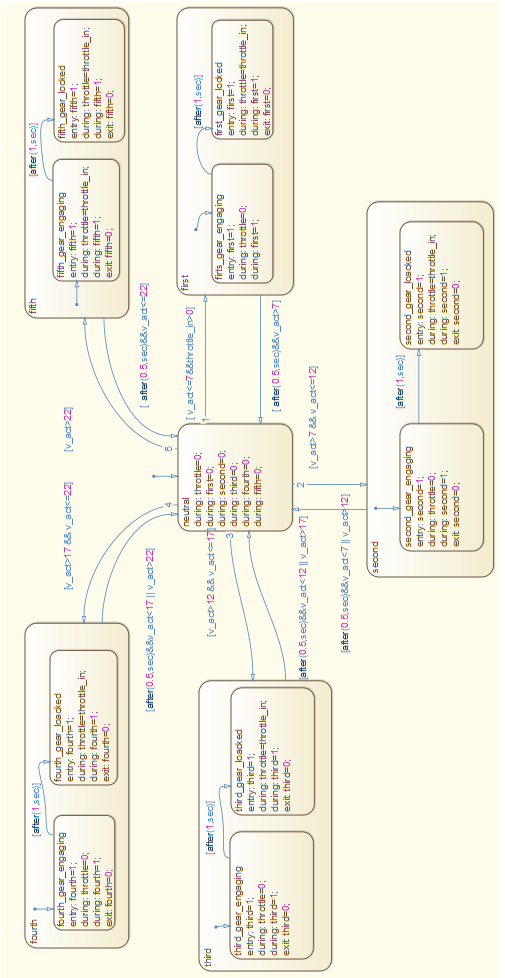 fifth
fifth_gear_engaging
entry: fifth=1;
during: throttle=throttle_in;
during: fifth=1;
exit: fifth=0;
[after(1,sec)]
fifth_gear_locked
entry: fifth=1;
during: throttle=throttle_in;
during: fifth=1;
exit: fifth=0;
first
firts_gear_engaging
entry: first=1;
during: throttle=0;
during: first=1;
[after(1,sec)]
first_gear_locked
entry: first=1;
during: throttle=throttle_in;
during: first=1;
exit: first=0;
[v_act>22]
5
[ after(0.5,sec)&&v_act<=22]
[v_act<=7&&throttle_in>0]
1
[ after(0.5,sec)&&v_act>7]
neutral
during: throttle=0;
during: first=0;
during: second=0;
during: third=0;
during: fourth=0;
during: fifth=0;
[v_act>17 && v_act<=22]
4
[after(0.5,sec)&&v_act<17 || v_act>22]
[v_act>12 && v_act<=17]
3
[after(0.5,sec)&&v_act<12 || v_act>17]
[v_act>7 && v_act<=12]
2
[after(0.5,sec)&&v_act<7 || v_act>12]
second
second_gear_engaging
entry: second=1;
during: throttle=0;
during: second=1;
exit: second=0;
[after(1,sec)]
second_gear_loacked
entry: second=1;
during: throttle=throttle_in;
during: second=1;
exit: second=0;
fourth
fourth_gear_engaging
entry: fourth=1;
during: throttle=0;
during: fourth=1;
exit: fourth=0;
[after(1,sec)]
fourth_gear_loacked
entry: fourth=1;
during: throttle=throttle_in;
during: fourth=1;
exit: fourth=0;
third
third_gear_engaging
entry: third=1;
during: throttle=0;
during: third=1;
exit: third=0;
[after(1,sec)]
third_gear_loacked
entry: third=1;
during: throttle=throttle_in;
during: third=1;
exit: third=0;